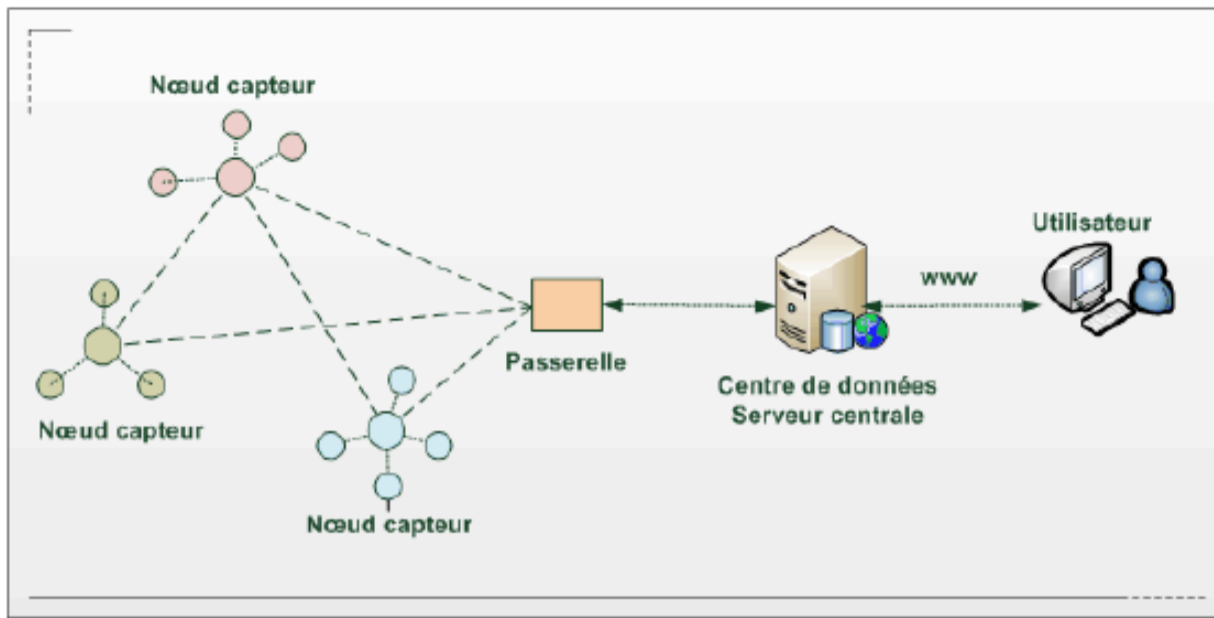 Nœud capteur
Utilisateur
www
Passerelle
Centre de données
Serveur centrale
Nœud capteur
Nœud capteur